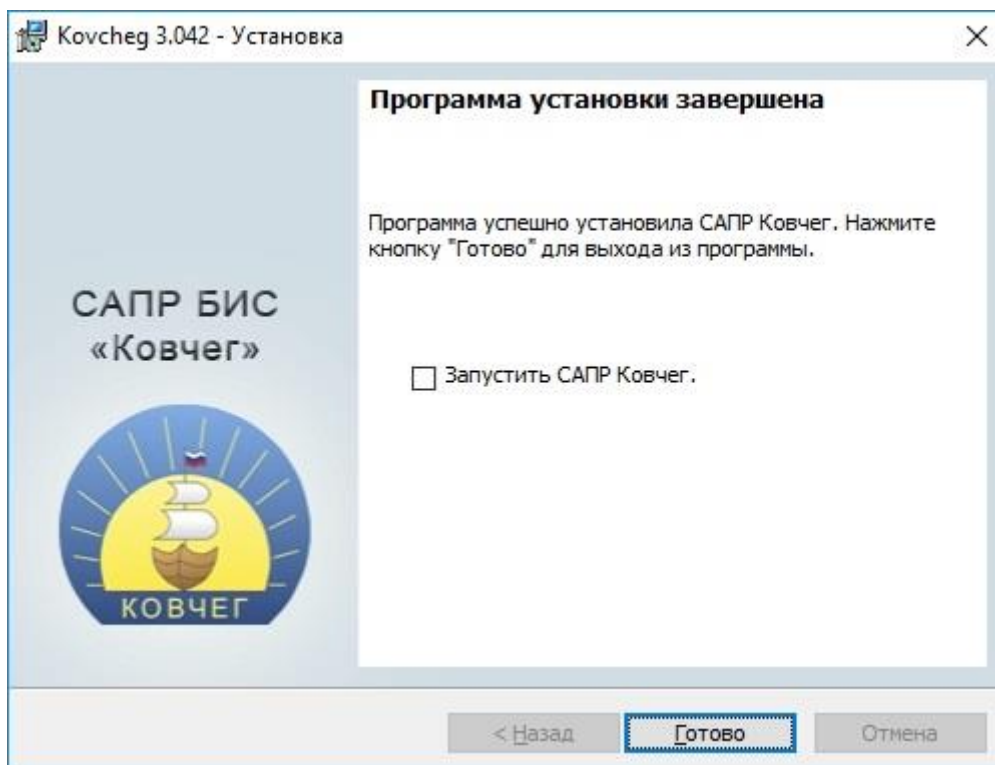 Kovcheg 3.042 - Установка
Программа установки завершена
Программа успешно установила САПР Ковчег. Нажмите
кнопку "Готово" для выхода из программы.
САПР БИС
«Ковчег»
Запустить САПР Ковчег.
КОВЧЕГ
< Назад
Готово
Отмена